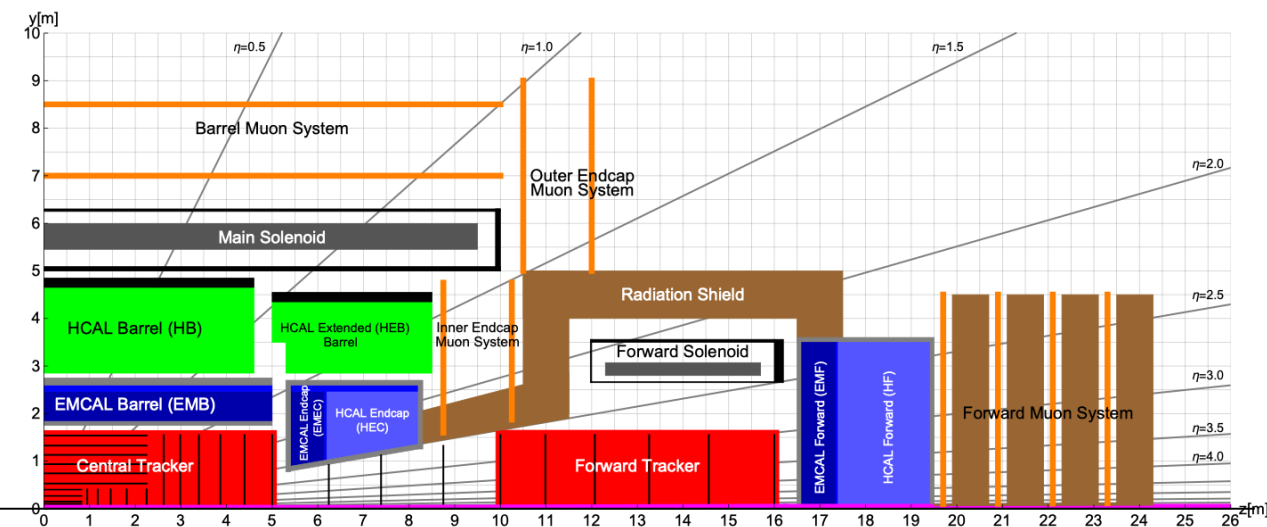 y[m]
10
η=0.5
η=1.0
η=1.5
9
8
Barrel Muon System
7
Outer Endcap
Muon System
η=2.0
6
Main Solenoid
5
Radiation Shield
η=2.5
4
HCAL Barrel (HB)
HCAL Extended (HEB)
Barrel
Inner Endcap
Muon System
Forward Solenoid
3
η=3.0
EMCAL Barrel (EMB)
EMCAL Endcap
(EMEC)
HCAL Endcap
(HEC)
EMCAL Forward (EMF)
HCAL Forward (HF)
Forward Muon System
2
η=3.5
1
Central Tracker
Forward Tracker
η=4.0
0
0 1 2 3 4 5 6 7 8 9 10 11 12 13 14 15 16 17 18 19 20 21 22 23 24 25 26
z[m]